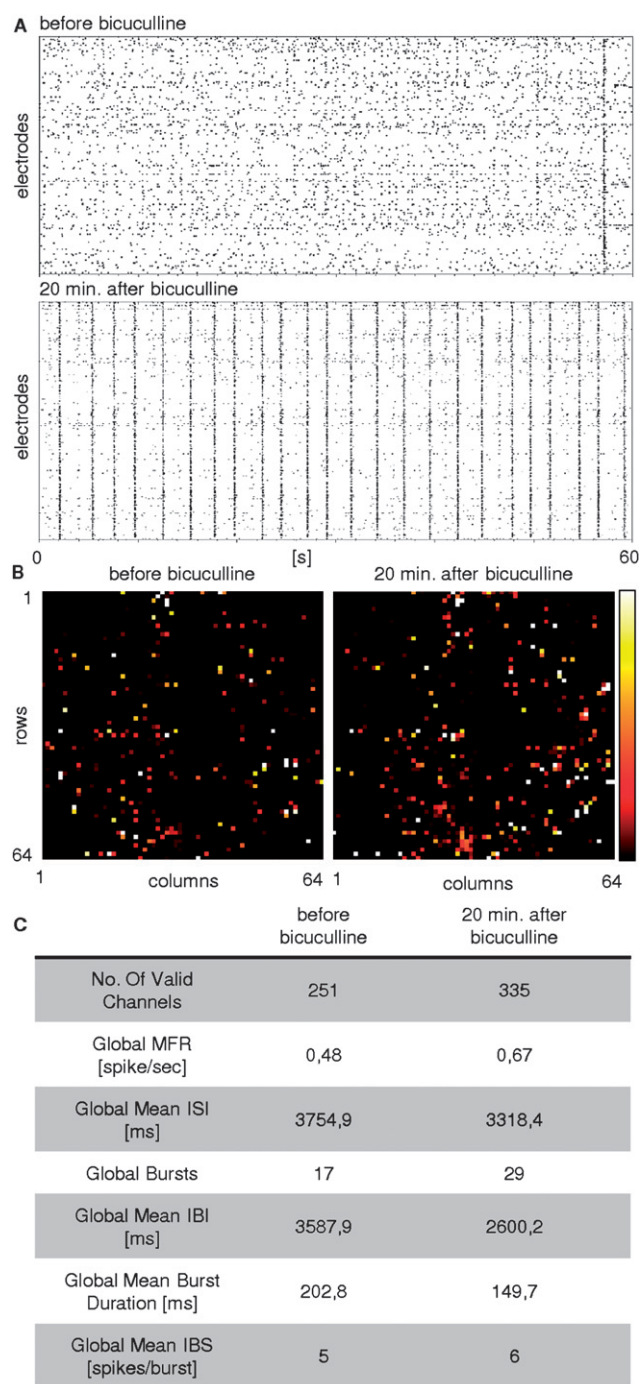 A before bicuculline
electrodes
20 min. after bicuculline
electrodes
0 [s] 60
B before bicuculline 20 min. after bicuculline
1
rows
64
1 columns 64 1 columns 64
C before bicuculline 20 min. after bicuculline
No. Of Valid Channels 251 335
Global MFR [spike/sec] 0,48 0,67
Global Mean ISI [ms] 3754,9 3318,4
Global Bursts 17 29
Global Mean IBI [ms] 3587,9 2600,2
Global Mean Burst Duration [ms] 202,8 149,7
Global Mean IBS [spikes/burst] 5 6